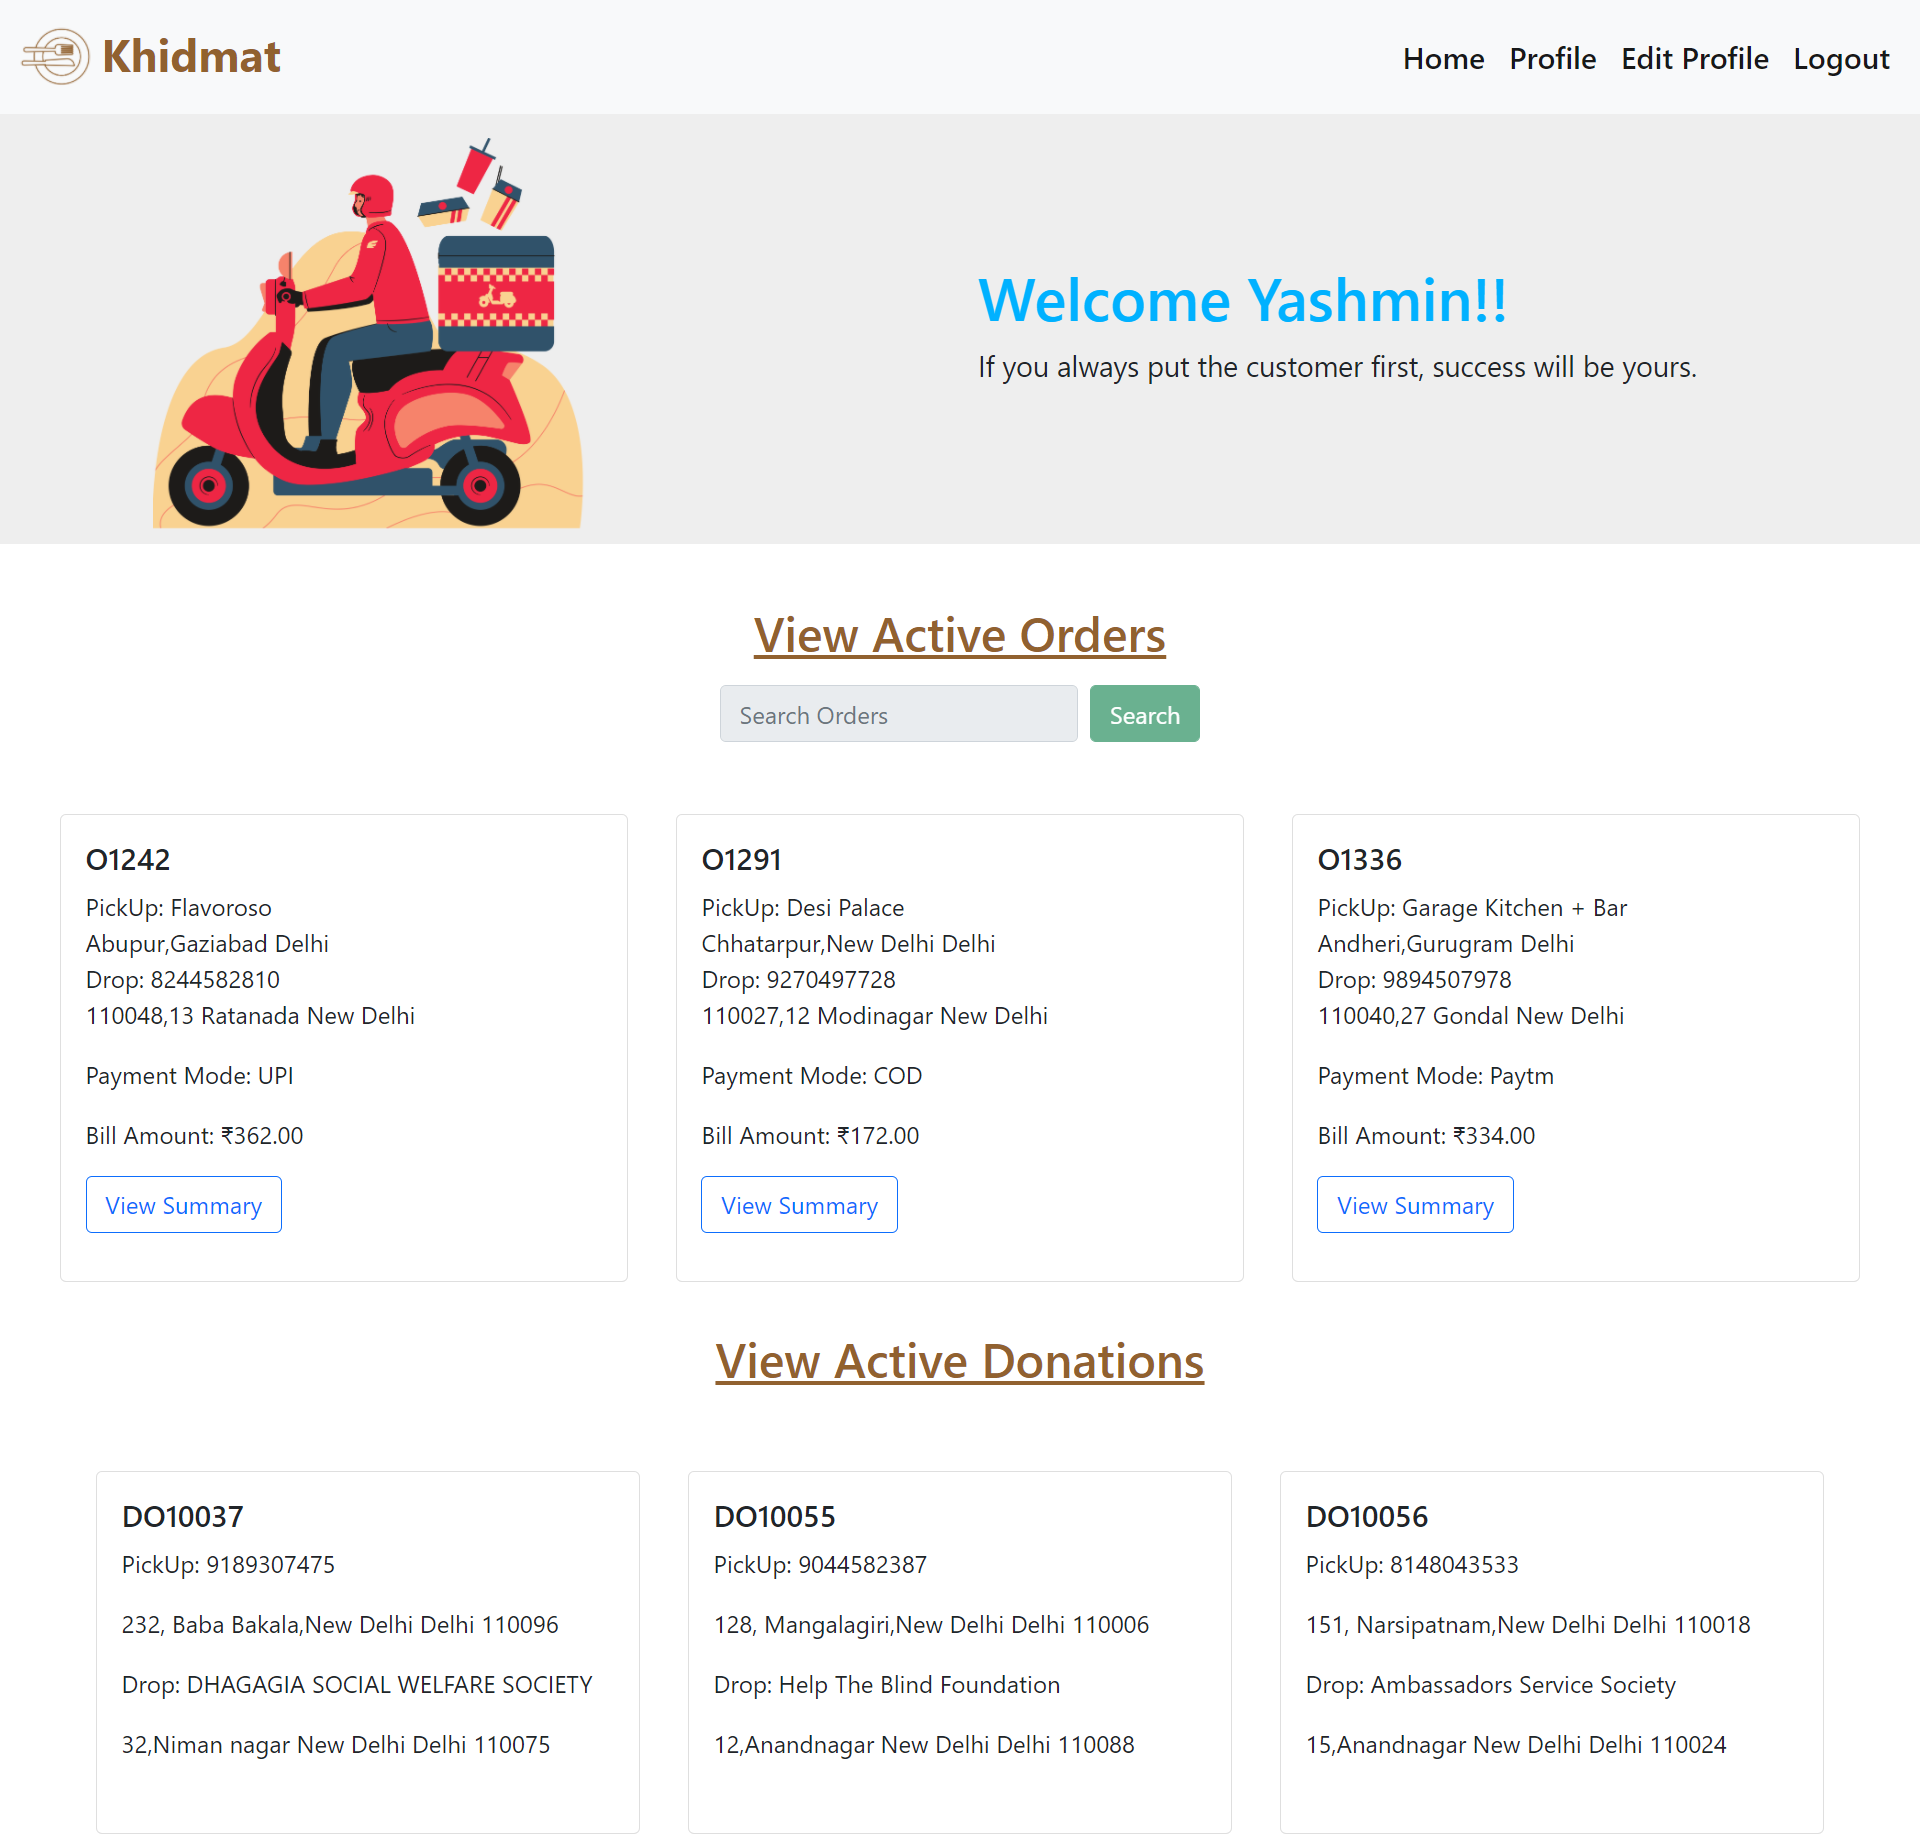 Khidmat
Home Profile Edit Profile Logout
Welcome Yashmin!!
If you always put the customer first, success will be yours.
View Active Orders
Search Orders Search
O1242
PickUp: Flavoroso
Abupur,Gaziabad Delhi
Drop: 8244582810
110048,13 Ratanada New Delhi
Payment Mode: UPI
Bill Amount: ₹362.00
View Summary
O1291
PickUp: Desi Palace
Chhatarpur,New Delhi Delhi
Drop: 9270497728
110027,12 Modinagar New Delhi
Payment Mode: COD
Bill Amount: ₹172.00
View Summary
O1336
PickUp: Garage Kitchen + Bar
Andheri,Gurugram Delhi
Drop: 9894507978
110040,27 Gondal New Delhi
Payment Mode: Paytm
Bill Amount: ₹334.00
View Summary
View Active Donations
DO10037
PickUp: 9189307475
232, Baba Bakala,New Delhi Delhi 110096
Drop: DHAGAGIA SOCIAL WELFARE SOCIETY
32,Niman nagar New Delhi Delhi 110075
DO10055
PickUp: 9044582387
128, Mangalagiri,New Delhi Delhi 110006
Drop: Help The Blind Foundation
12,Anandnagar New Delhi Delhi 110088
DO10056
PickUp: 8148043533
151, Narsipatnam,New Delhi Delhi 110018
Drop: Ambassadors Service Society
15,Anandnagar New Delhi Delhi 110024